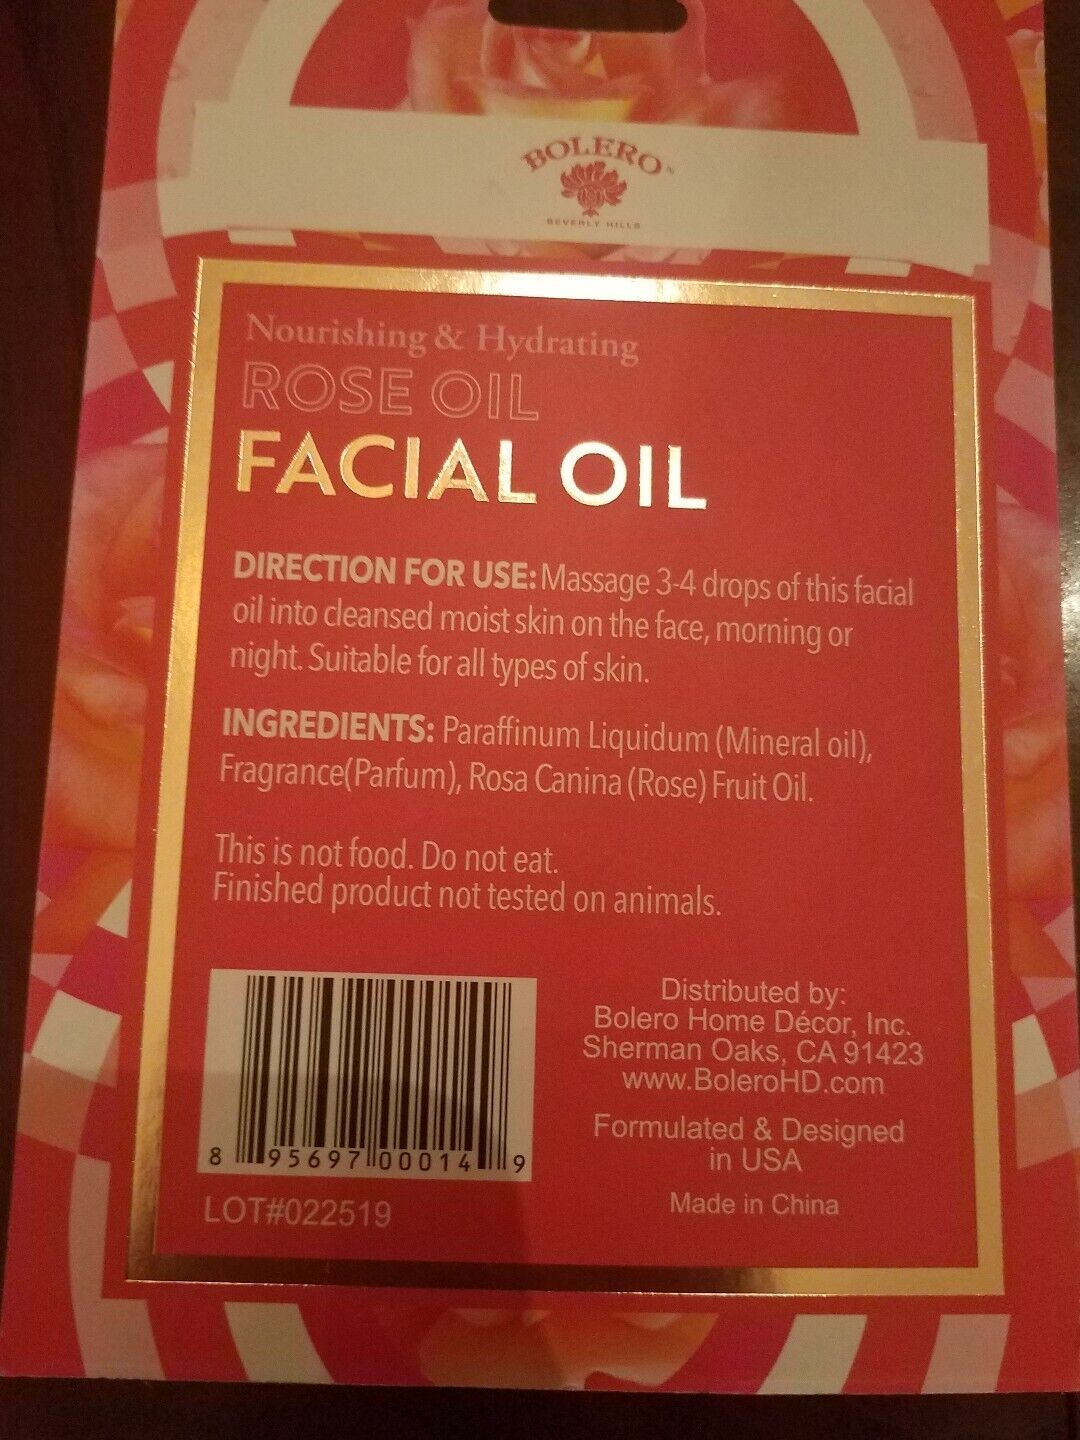 BOLERO™
BEVERLY HILLS
Nourishing & Hydrating
ROSE OIL
FACIAL OIL
DIRECTION FOR USE: Massage 3-4 drops of this facial
oil into cleansed moist skin on the face, morning or
night. Suitable for all types of skin.
INGREDIENTS: Paraffinum Liquidum (Mineral oil),
Fragrance(Parfum), Rosa Canina (Rose) Fruit Oil.
This is not food. Do not eat.
Finished product not tested on animals.
8 95697 00014 9
LOT#022519
Distributed by:
Bolero Home Décor, Inc.
Sherman Oaks, CA 91423
www.BoleroHD.com
Formulated & Designed
in USA
Made in China